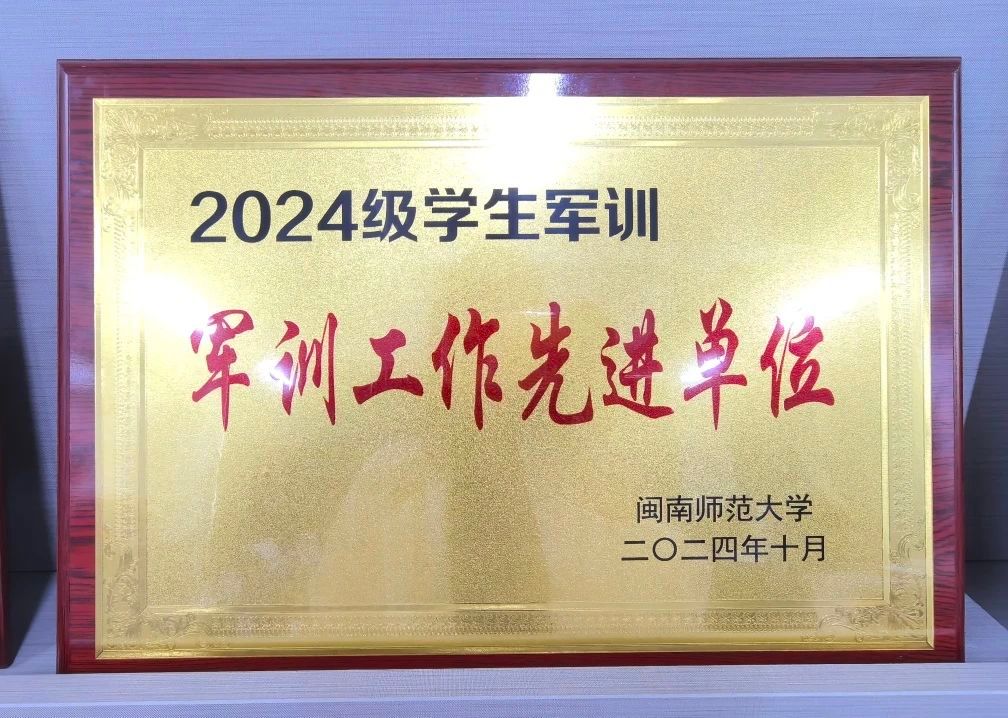 2024级学生军训
军训工作先进单位
闽南师范大学
二〇二四年十月